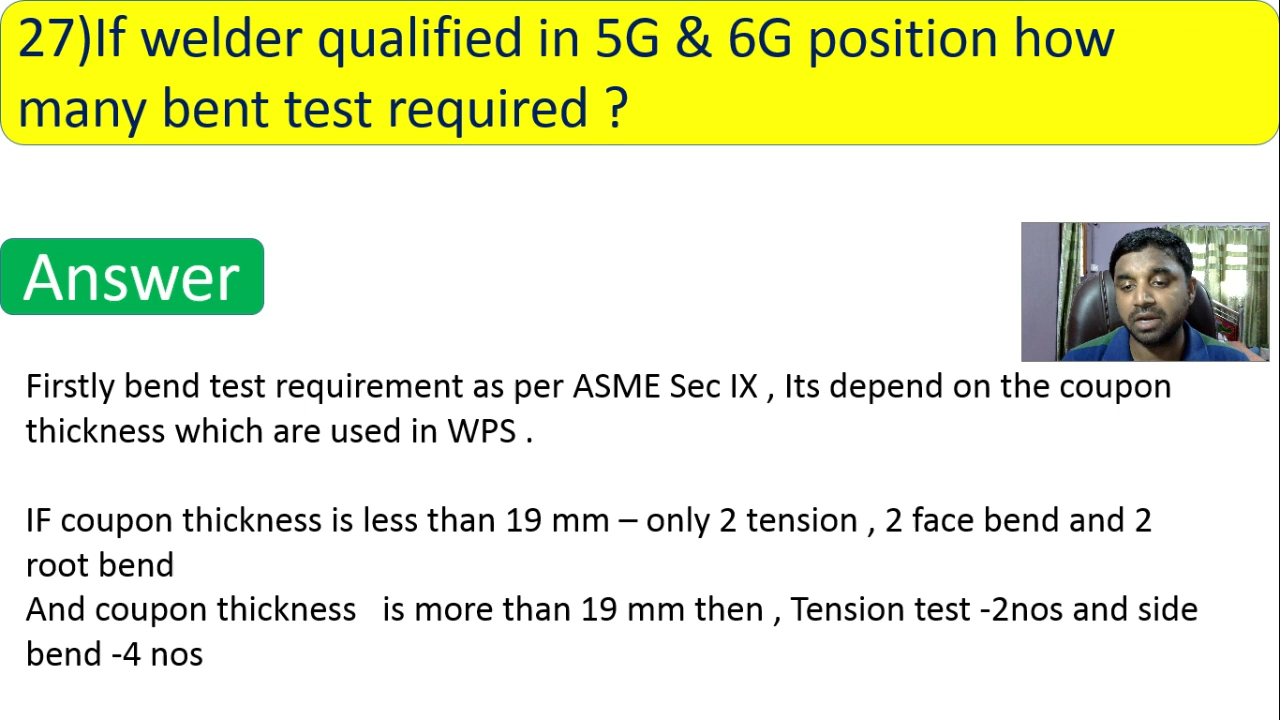 27)If welder qualified in 5G & 6G position how
many bent test required ?
Answer
Firstly bend test requirement as per ASME Sec IX , Its depend on the coupon
thickness which are used in WPS .
IF coupon thickness is less than 19 mm – only 2 tension , 2 face bend and 2
root bend
And coupon thickness   is more than 19 mm then , Tension test -2nos and side
bend -4 nos